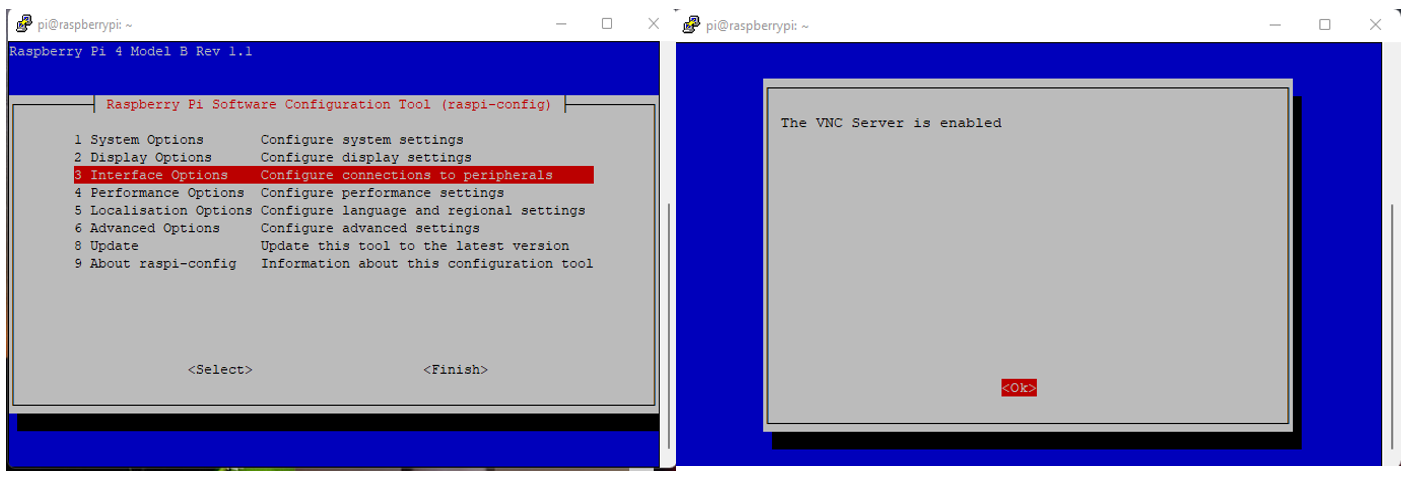 pi@raspberrypi: ~
Raspberry Pi 4 Model B Rev 1.1
Raspberry Pi Software Configuration Tool (raspi-config)
1 System Options Configure system settings
2 Display Options Configure display settings
3 Interface Options Configure connections to peripherals
4 Performance Options Configure performance settings
5 Localisation Options Configure language and regional settings
6 Advanced Options Configure advanced settings
8 Update Update this tool to the latest version
9 About raspi-config Information about this configuration tool
<Select> <Finish>
pi@raspberrypi: ~
The VNC Server is enabled
<Ok>